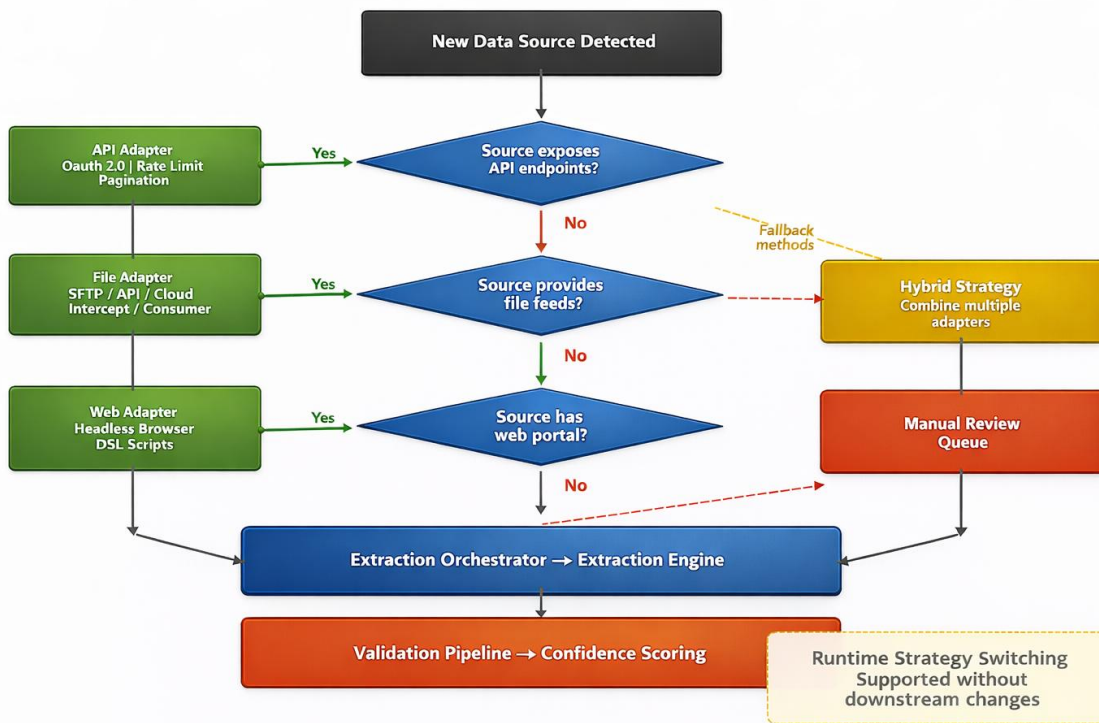 New Data Source Detected
API Adapter
Oauth 2.0 | Rate Limit
Pagination
Yes
Source exposes
API endpoints?
No
Fallback
methods
File Adapter
SFTP / API / Cloud
Intercept / Consumer
Yes
Source provides
file feeds?
Hybrid Strategy
Combine multiple
adapters
No
Web Adapter
Headless Browser
DSL Scripts
Yes
Source has
web portal?
Manual Review
Queue
No
Extraction Orchestrator → Extraction Engine
Validation Pipeline → Confidence Scoring
Runtime Strategy Switching
Supported without
downstream changes